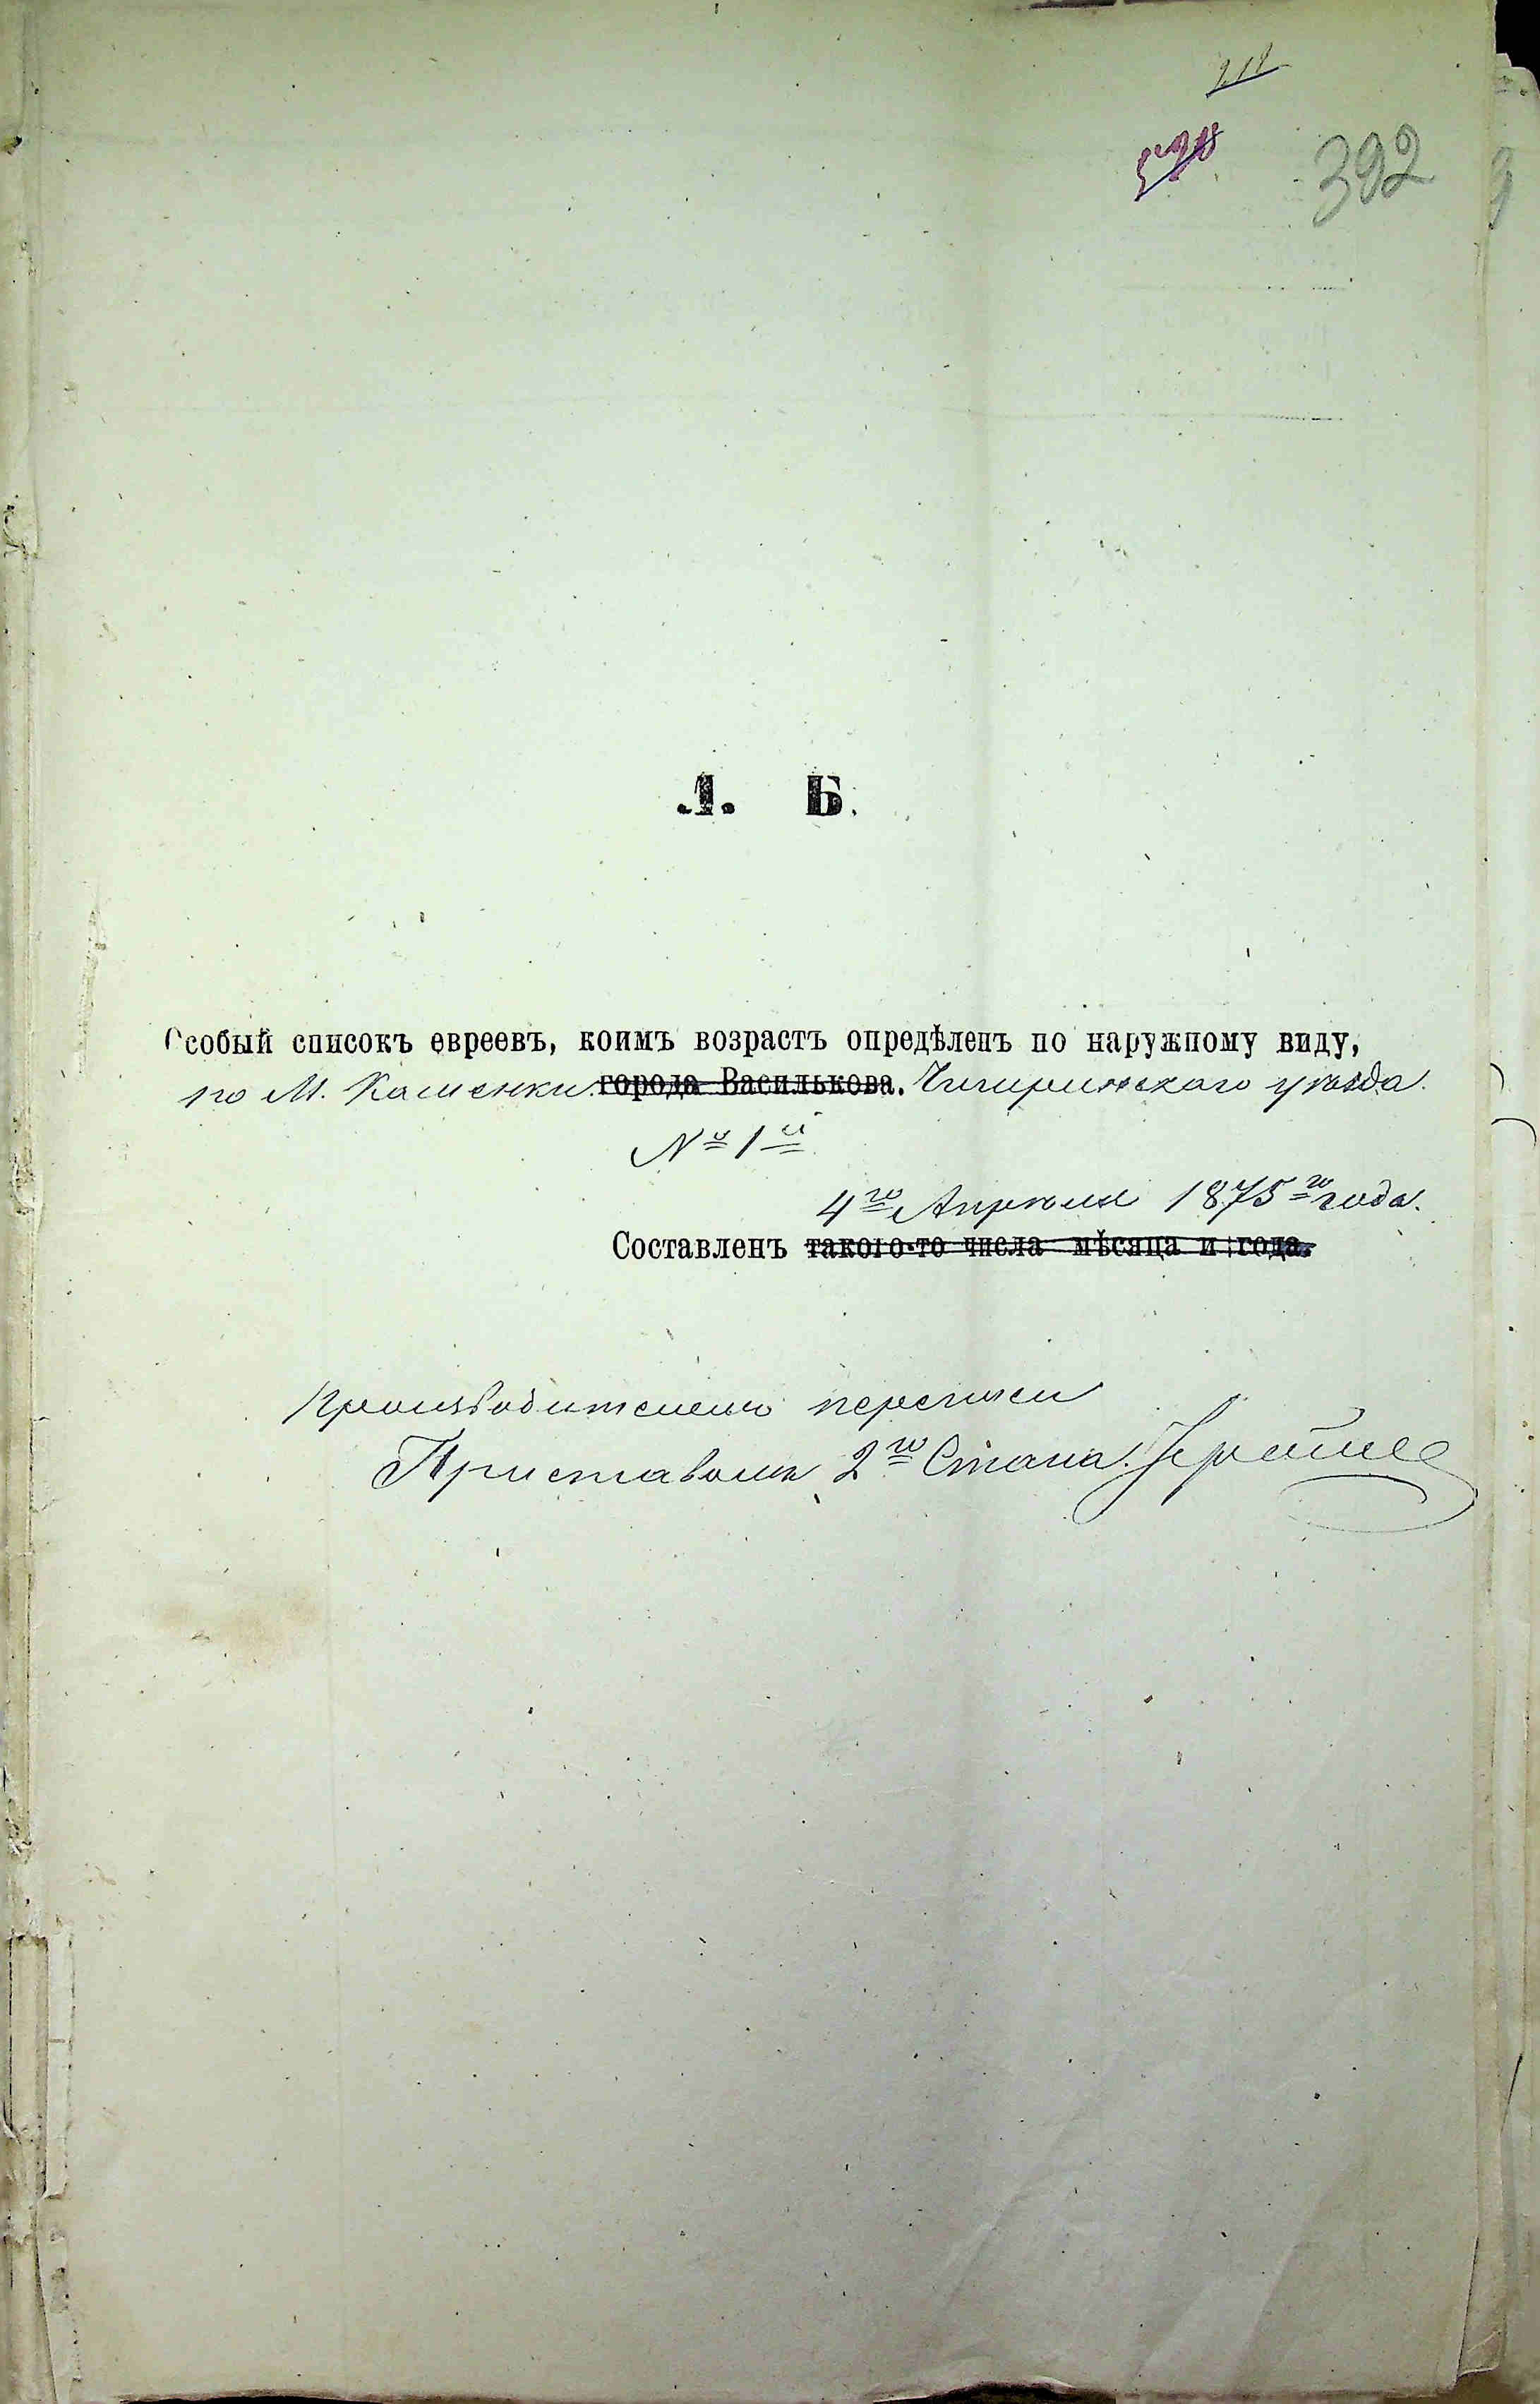 392
Л. Б.
Особый списокъ евреевъ, коимъ возрастъ опредѣленъ по наружному виду,
по М. Каменки города Василькова. Чигиринскаго уѣзда.
№ 1й
4го Апрѣля 1875го года.
Составленъ такого-то числа мѣсяца и года.
Производителемъ переписи
Приставомъ 2го Стана.